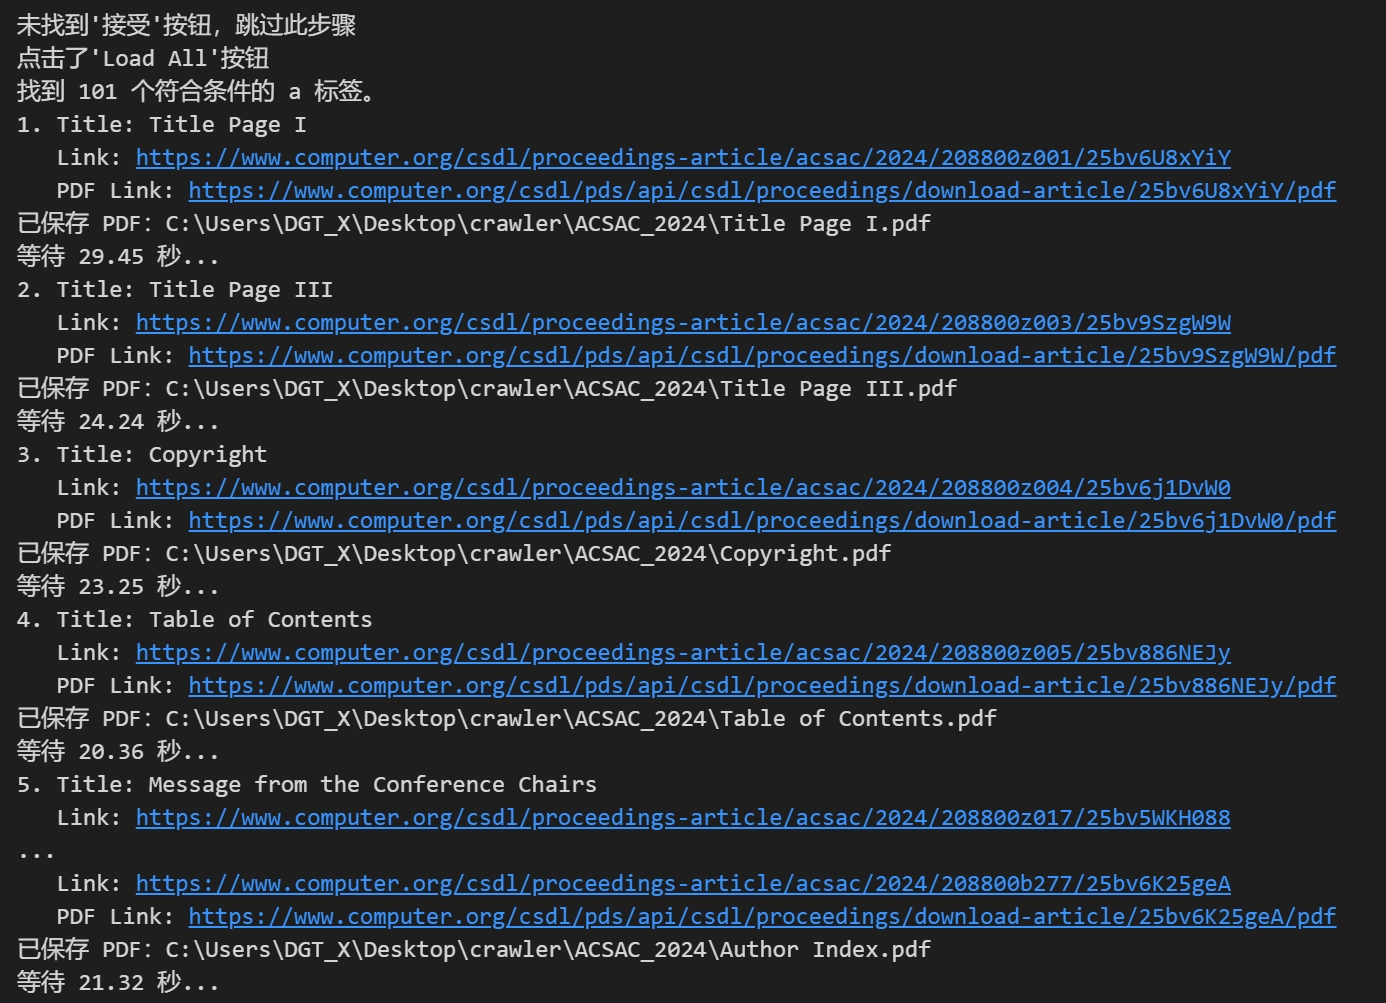 未找到'接受'按钮，跳过此步骤
点击了'Load All'按钮
找到 101 个符合条件的 a 标签。
1. Title: Title Page I
Link: https://www.computer.org/csdl/proceedings-article/acsac/2024/208800z001/25bv6U8xYiY
PDF Link: https://www.computer.org/csdl/pds/api/csdl/proceedings/download-article/25bv6U8xYiY/pdf
已保存 PDF：C:\Users\DGT_X\Desktop\crawler\ACSAC_2024\Title Page I.pdf
等待 29.45 秒...
2. Title: Title Page III
Link: https://www.computer.org/csdl/proceedings-article/acsac/2024/208800z003/25bv9SzgW9W
PDF Link: https://www.computer.org/csdl/pds/api/csdl/proceedings/download-article/25bv9SzgW9W/pdf
已保存 PDF：C:\Users\DGT_X\Desktop\crawler\ACSAC_2024\Title Page III.pdf
等待 24.24 秒...
3. Title: Copyright
Link: https://www.computer.org/csdl/proceedings-article/acsac/2024/208800z004/25bv6j1DvW0
PDF Link: https://www.computer.org/csdl/pds/api/csdl/proceedings/download-article/25bv6j1DvW0/pdf
已保存 PDF：C:\Users\DGT_X\Desktop\crawler\ACSAC_2024\Copyright.pdf
等待 23.25 秒...
4. Title: Table of Contents
Link: https://www.computer.org/csdl/proceedings-article/acsac/2024/208800z005/25bv886NEJy
PDF Link: https://www.computer.org/csdl/pds/api/csdl/proceedings/download-article/25bv886NEJy/pdf
已保存 PDF：C:\Users\DGT_X\Desktop\crawler\ACSAC_2024\Table of Contents.pdf
等待 20.36 秒...
5. Title: Message from the Conference Chairs
Link: https://www.computer.org/csdl/proceedings-article/acsac/2024/208800z017/25bv5WKH088
...
Link: https://www.computer.org/csdl/proceedings-article/acsac/2024/208800b277/25bv6K25geA
PDF Link: https://www.computer.org/csdl/pds/api/csdl/proceedings/download-article/25bv6K25geA/pdf
已保存 PDF：C:\Users\DGT_X\Desktop\crawler\ACSAC_2024\Author Index.pdf
等待 21.32 秒...